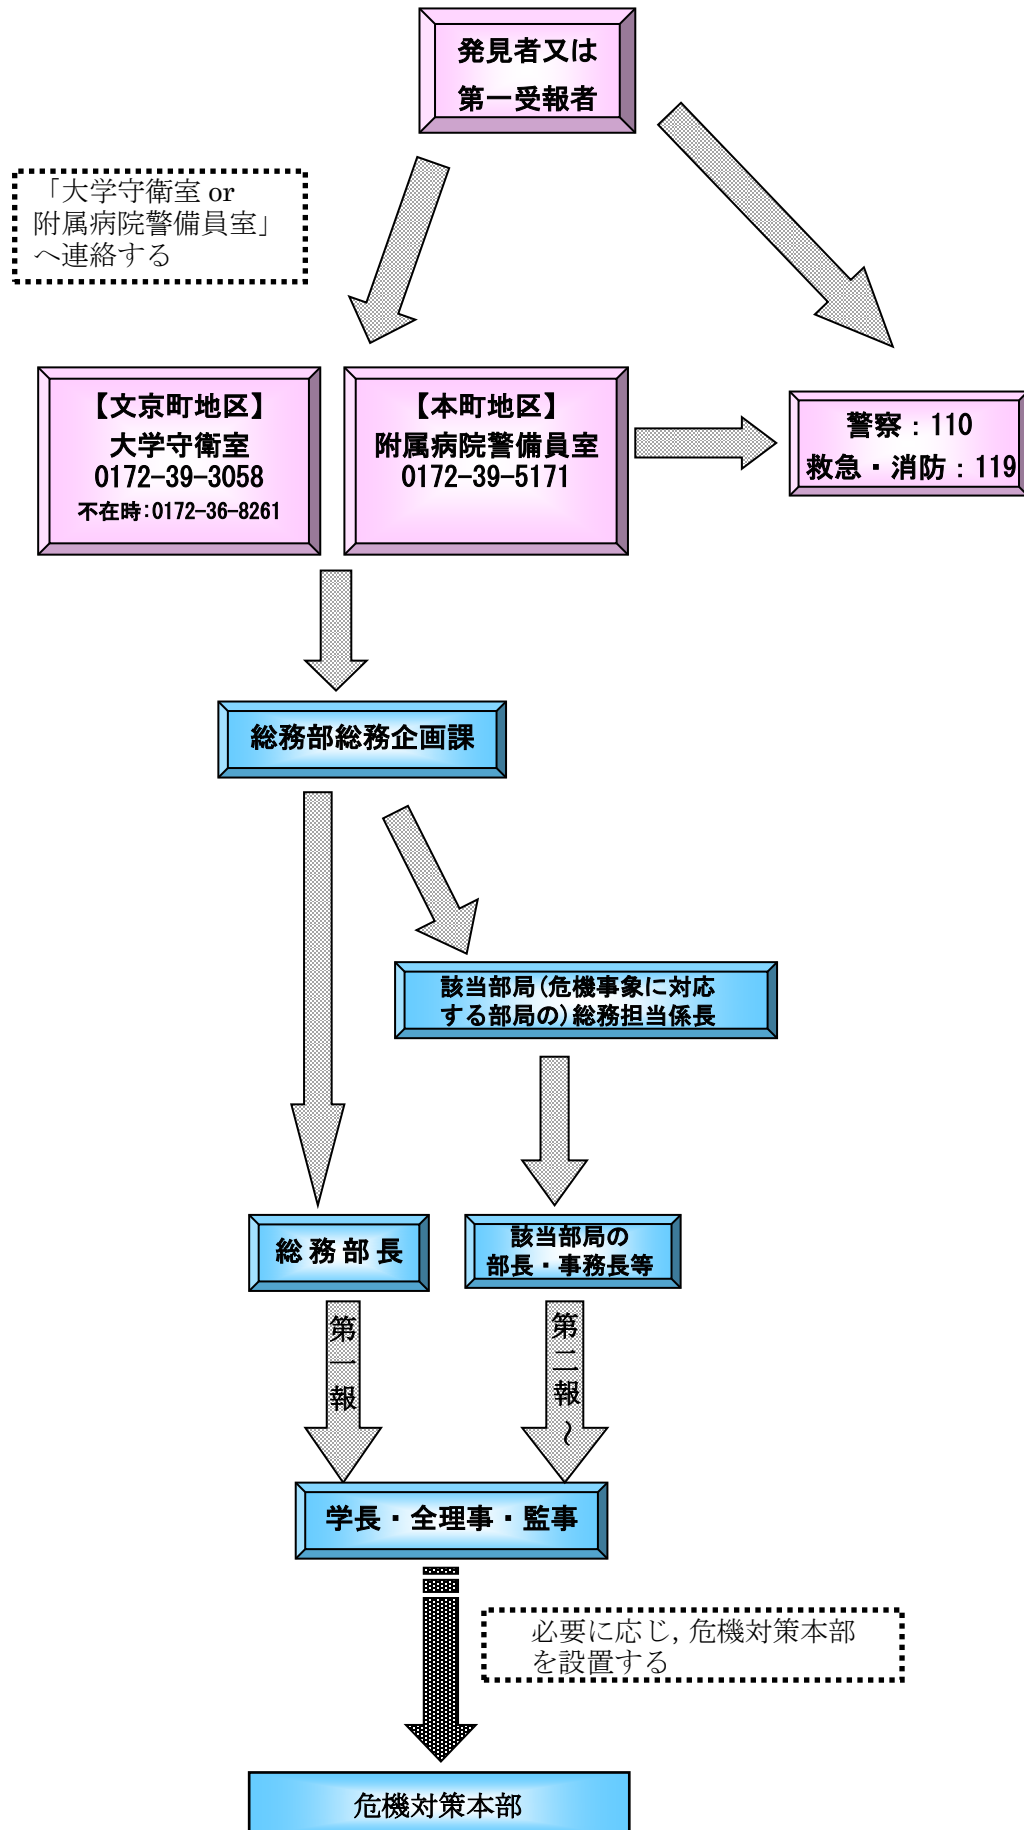 発見者又は
第一受報者
「大学守衛室 or
附属病院警備員室」
へ連絡する
【文京町地区】
大学守衛室
0172-39-3058
不在時：0172-36-8261
【本町地区】
附属病院警備員室
0172-39-5171
警察：110
救急・消防：119
総務部総務企画課
該当部局（危機事象に対応
する部局の）総務担当係長
総務部長
該当部局の
部長・事務長等
第一報
第二報～
学長・全理事・監事
必要に応じ，危機対策本部
を設置する
危機対策本部